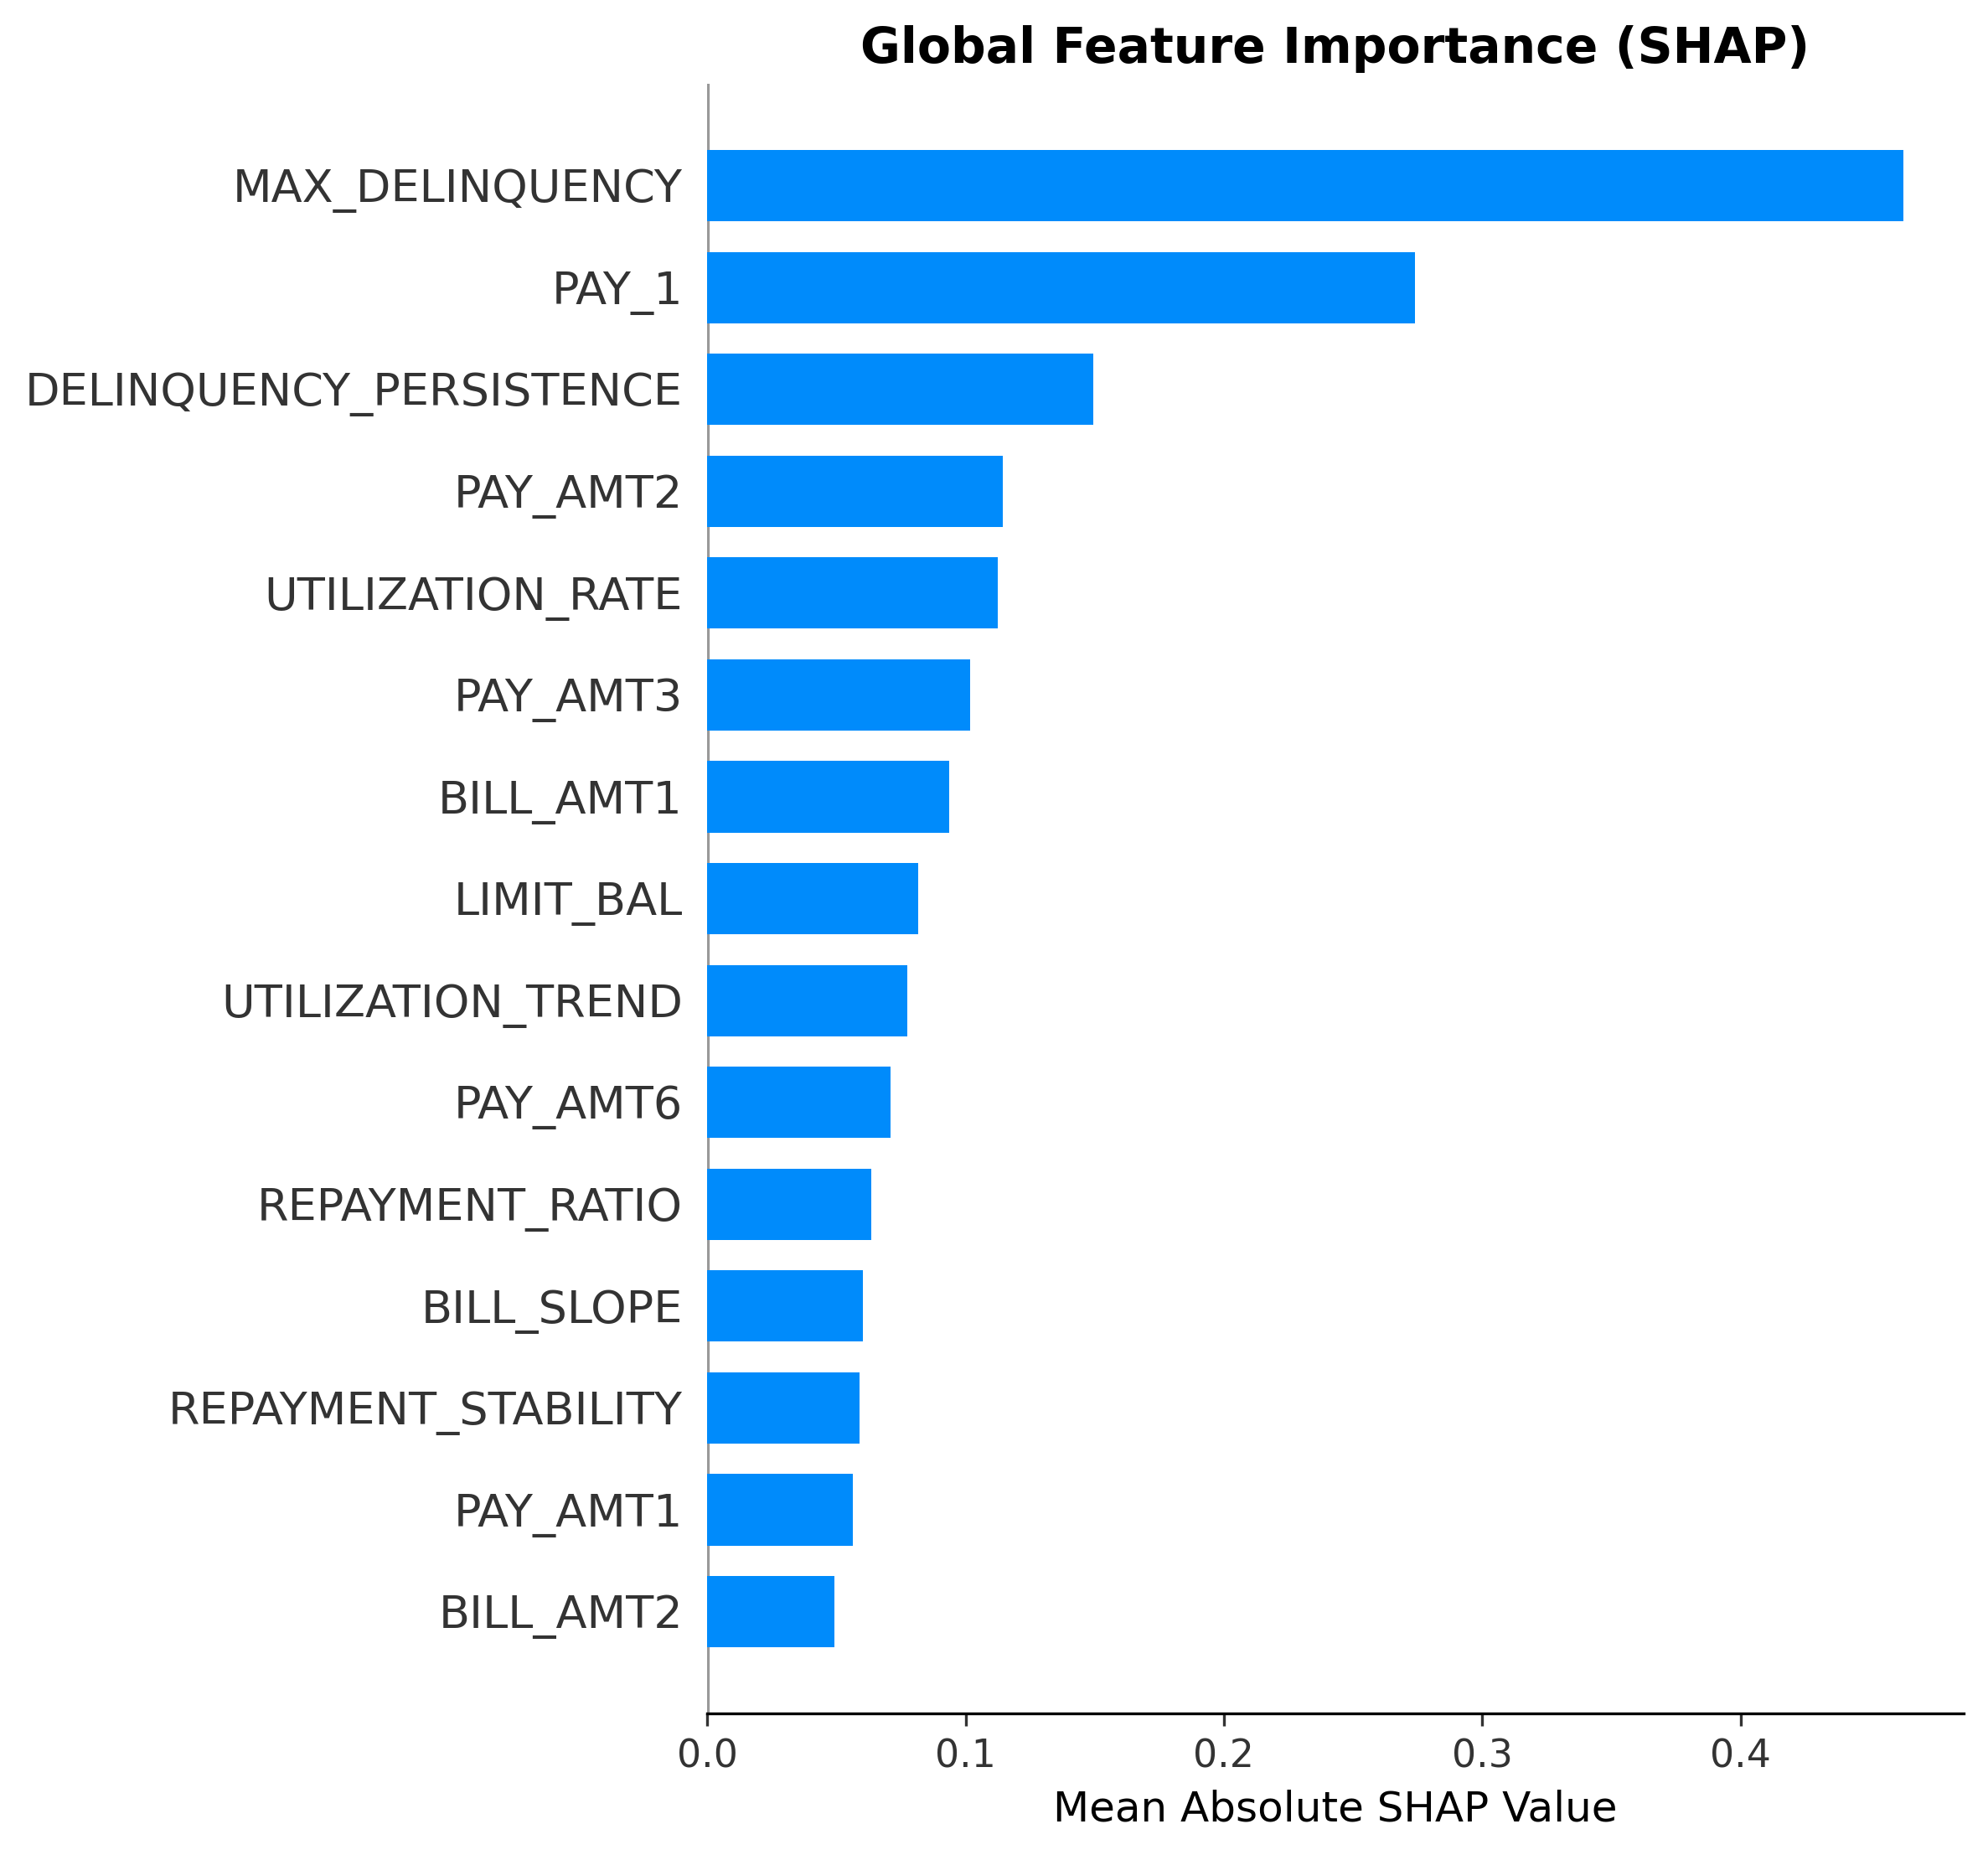 Global Feature Importance (SHAP)
MAX_DELINQUENCY
PAY_1
DELINQUENCY_PERSISTENCE
PAY_AMT2
UTILIZATION_RATE
PAY_AMT3
BILL_AMT1
LIMIT_BAL
UTILIZATION_TREND
PAY_AMT6
REPAYMENT_RATIO
BILL_SLOPE
REPAYMENT_STABILITY
PAY_AMT1
BILL_AMT2
0.0 0.1 0.2 0.3 0.4
Mean Absolute SHAP Value